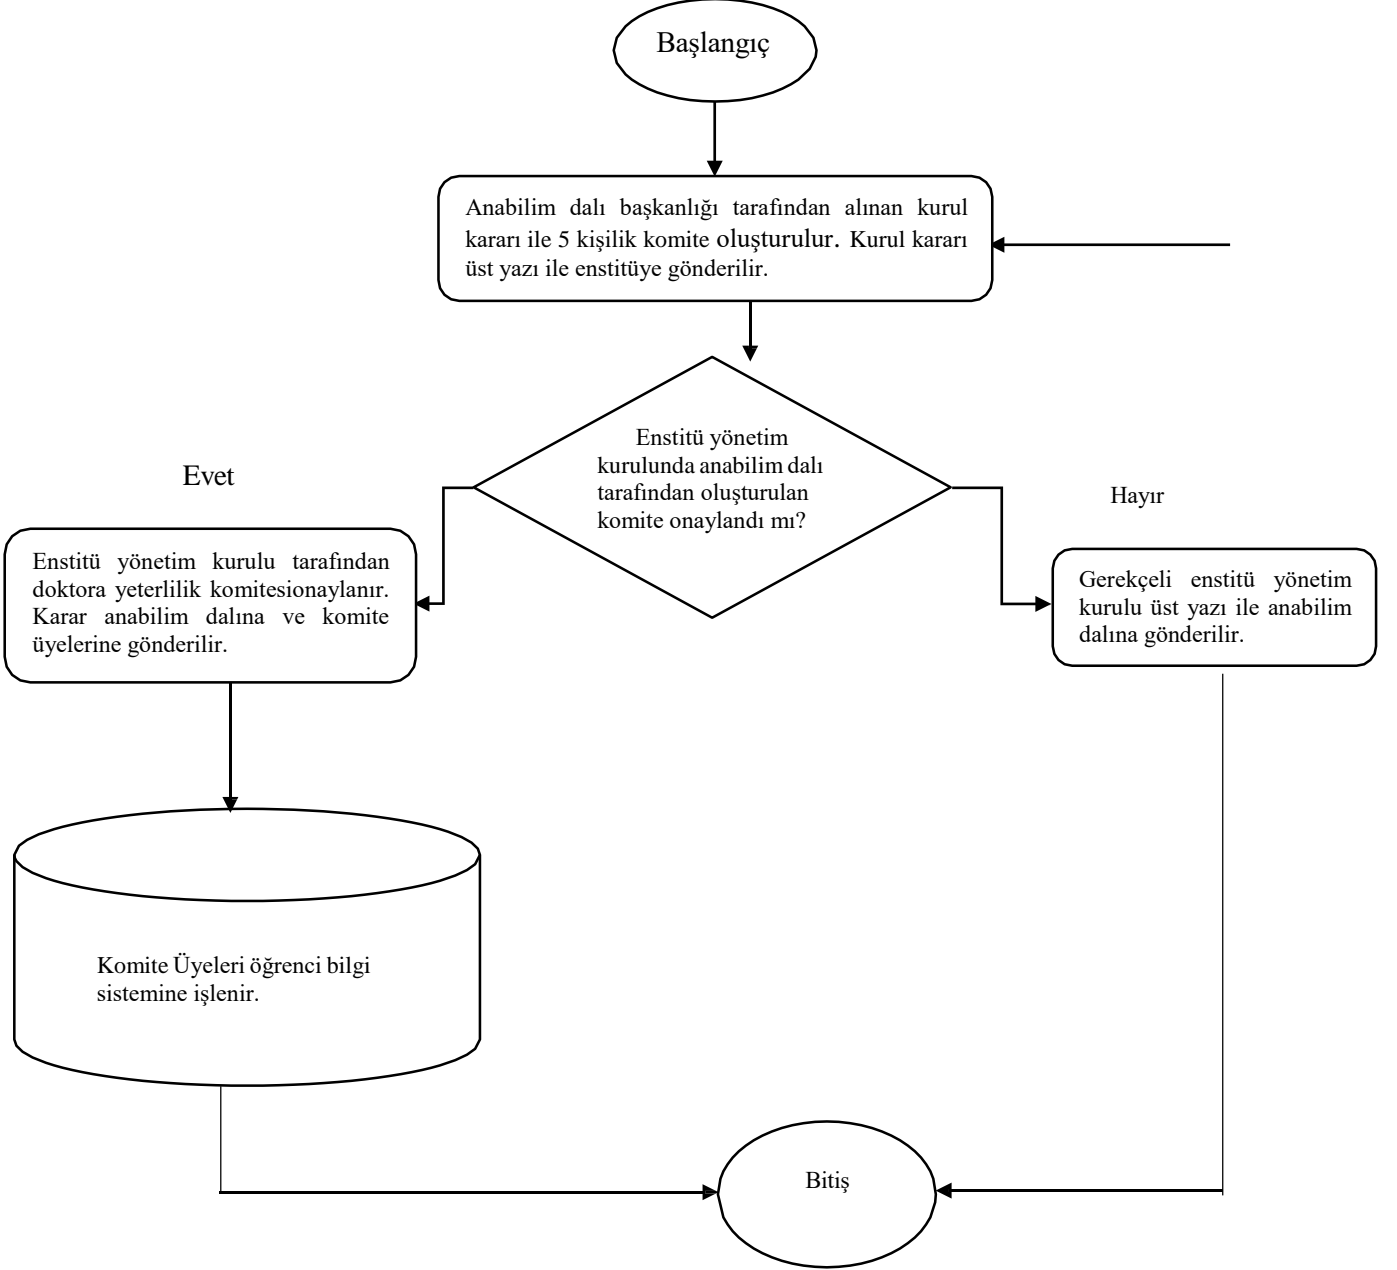 Başlangıç
Anabilim dalı başkanlığı tarafından alınan kurul
kararı ile 5 kişilik komite oluşturulur. Kurul kararı
üst yazı ile enstitüye gönderilir.
Enstitü yönetim
kurulunda anabilim dalı
tarafından oluşturulan
komite onaylandı mı?
Evet
Hayır
Enstitü yönetim kurulu tarafından
doktora yeterlilik komitesionaylanır.
Karar anabilim dalına ve komite
üyelerine gönderilir.
Gerekçeli enstitü yönetim
kurulu üst yazı ile anabilim
dalına gönderilir.
Komite Üyeleri öğrenci bilgi
sistemine işlenir.
Bitiş